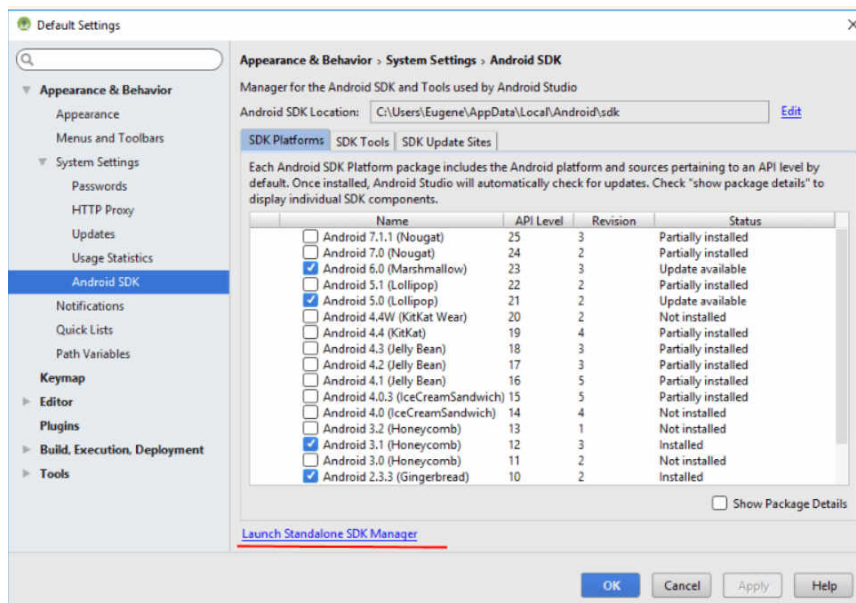 Default Settings
Appearance & Behavior
Appearance
Menus and Toolbars
System Settings
Passwords
HTTP Proxy
Updates
Usage Statistics
Android SDK
Notifications
Quick Lists
Path Variables
Keymap
Editor
Plugins
Build, Execution, Deployment
Tools
Appearance & Behavior › System Settings › Android SDK
Manager for the Android SDK and Tools used by Android Studio
Android SDK Location: C:\Users\Eugene\AppData\Local\Android\sdk Edit
SDK Platforms SDK Tools SDK Update Sites
Each Android SDK Platform package includes the Android platform and sources pertaining to an API level by
default. Once installed, Android Studio will automatically check for updates. Check "show package details" to
display individual SDK components.
Name API Level Revision Status
Android 7.1.1 (Nougat) 25 3 Partially installed
Android 7.0 (Nougat) 24 2 Partially installed
Android 6.0 (Marshmallow) 23 3 Update available
Android 5.1 (Lollipop) 22 2 Partially installed
Android 5.0 (Lollipop) 21 2 Update available
Android 4.4W (KitKat Wear) 20 2 Not installed
Android 4.4 (KitKat) 19 4 Partially installed
Android 4.3 (Jelly Bean) 18 3 Partially installed
Android 4.2 (Jelly Bean) 17 3 Partially installed
Android 4.1 (Jelly Bean) 16 5 Partially installed
Android 4.0.3 (IceCreamSandwich) 15 5 Partially installed
Android 4.0 (IceCreamSandwich) 14 4 Not installed
Android 3.2 (Honeycomb) 13 1 Not installed
Android 3.1 (Honeycomb) 12 3 Installed
Android 3.0 (Honeycomb) 11 2 Not installed
Android 2.3.3 (Gingerbread) 10 2 Installed
Show Package Details
Launch Standalone SDK Manager
OK Cancel Apply Help